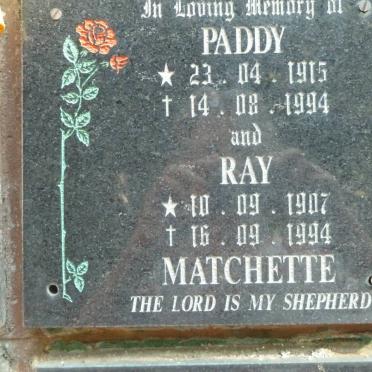 In Loving Memory of
PADDY
★ 23 . 04 . 1915
† 14 . 08 . 1994
and
RAY
★ 10 . 09 . 1907
† 16 . 09 . 1994
MATCHETTE
THE LORD IS MY SHEPHERD